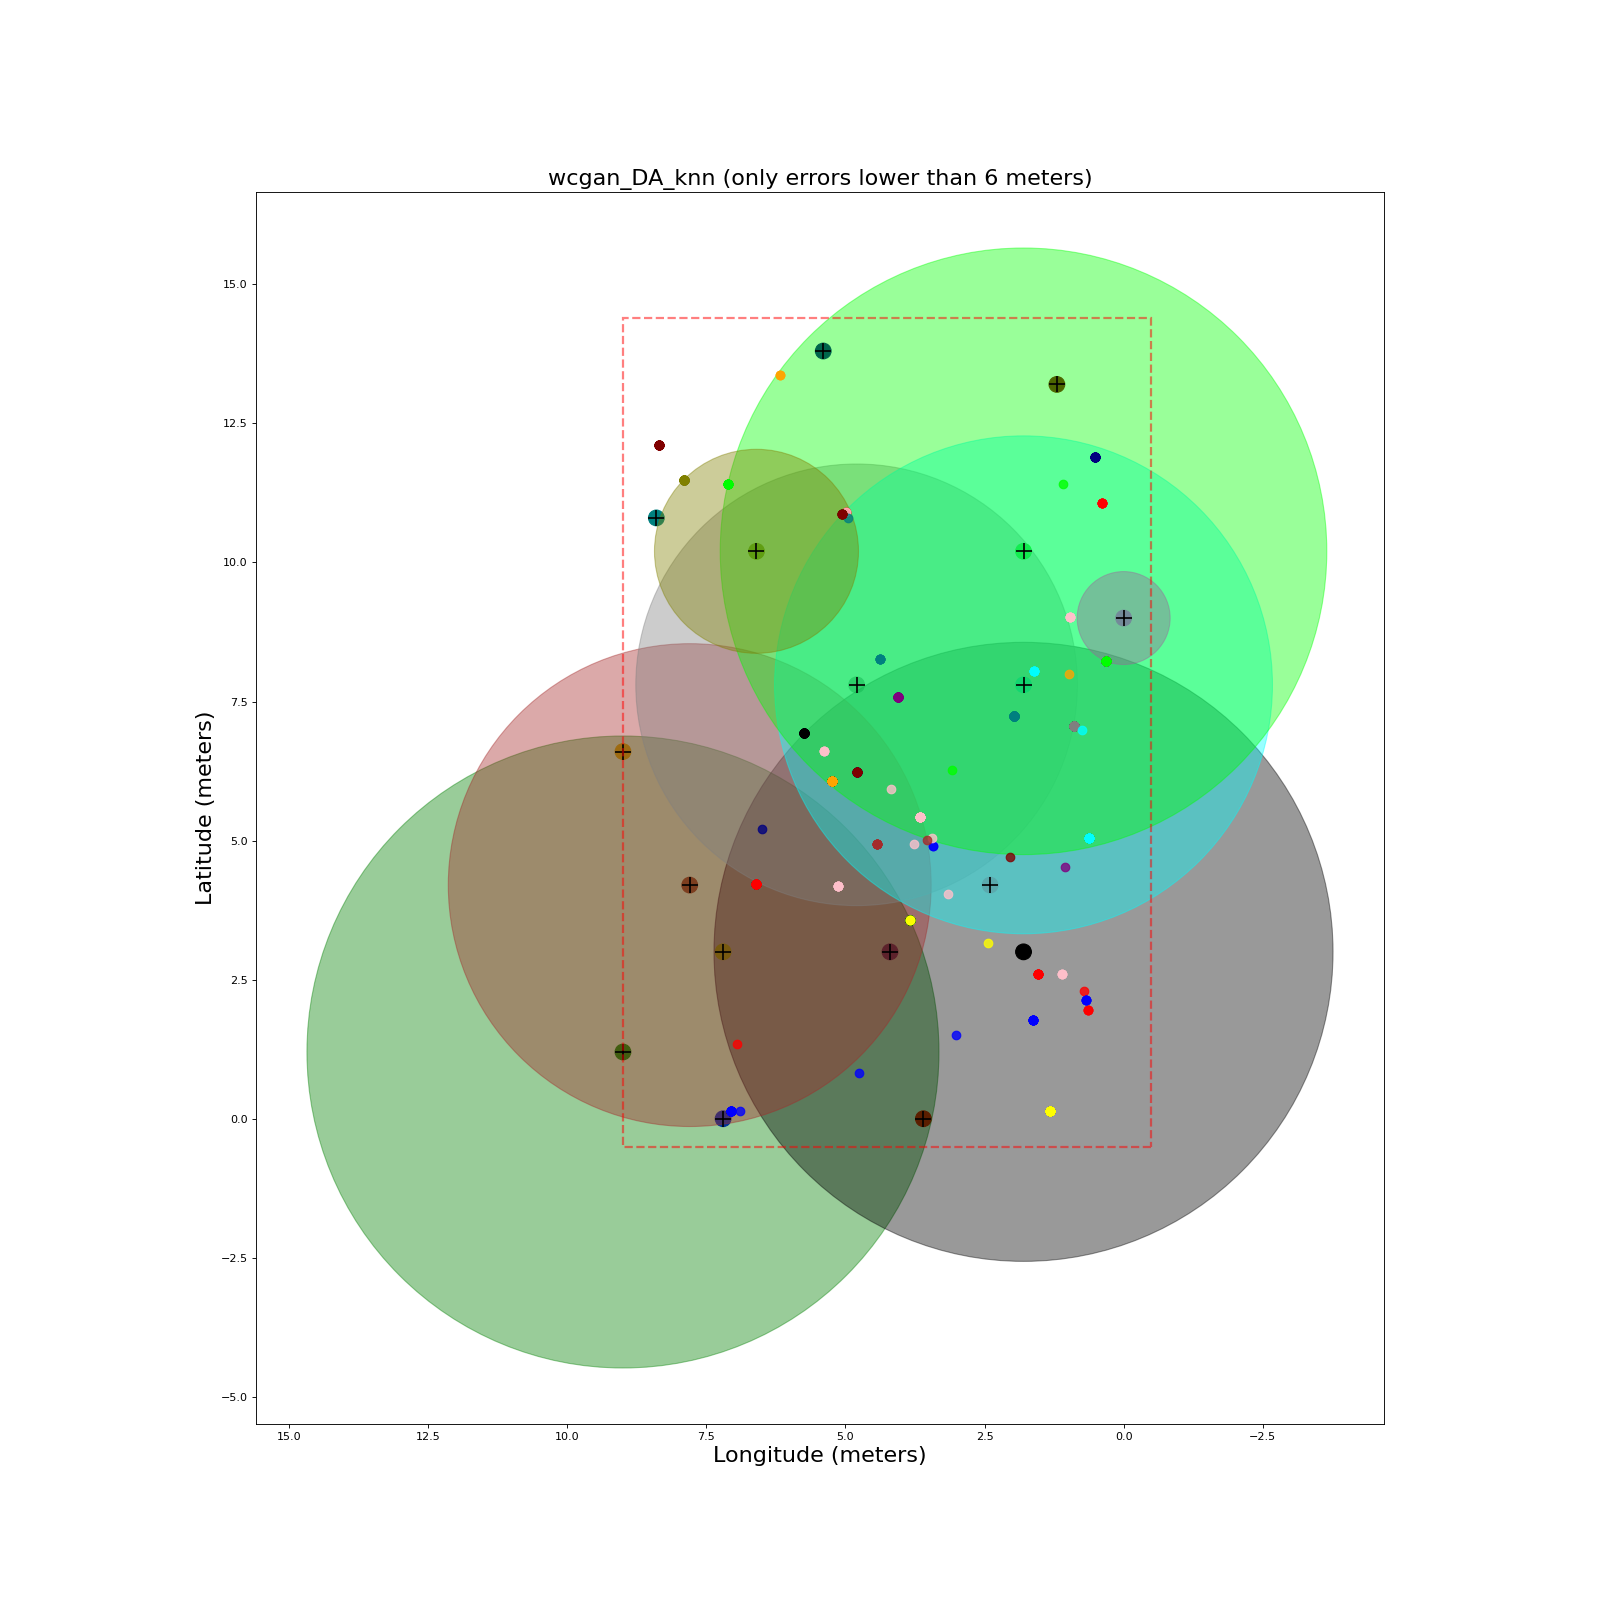 wcgan_DA_knn (only errors lower than 6 meters)
Latitude (meters)
15.0
12.5
10.0
7.5
5.0
2.5
0.0
−2.5
−5.0
15.0 12.5 10.0 7.5 5.0 2.5 0.0 −2.5
Longitude (meters)